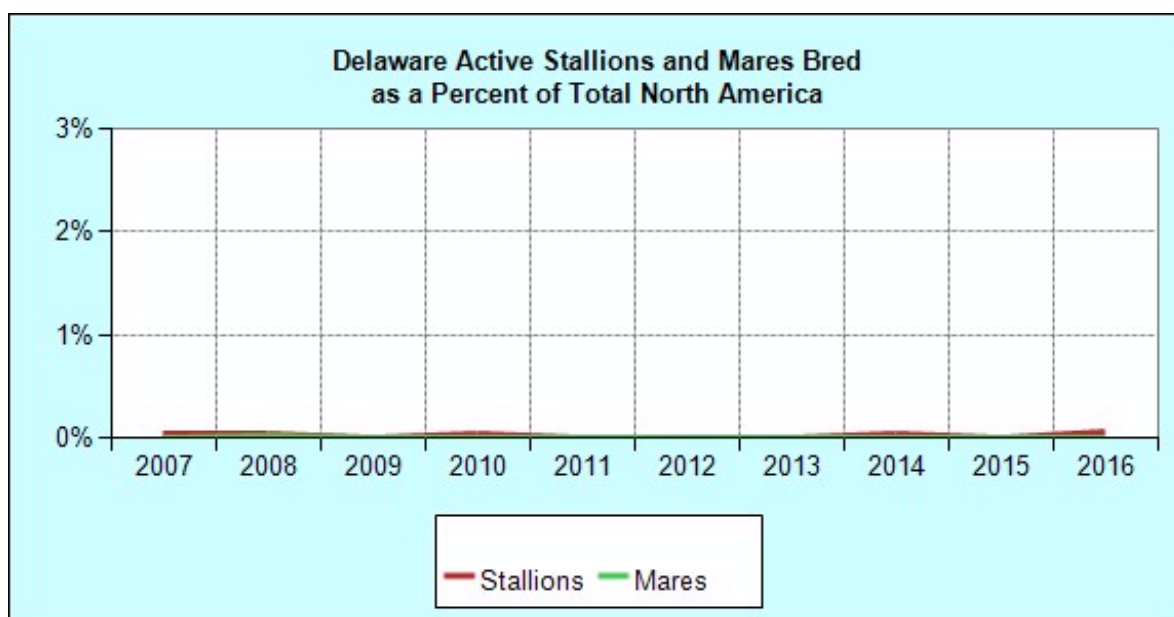 Delaware Active Stallions and Mares Bred
as a Percent of Total North America
3%
2%
1%
0%
2007 2008 2009 2010 2011 2012 2013 2014 2015 2016
Stallions Mares